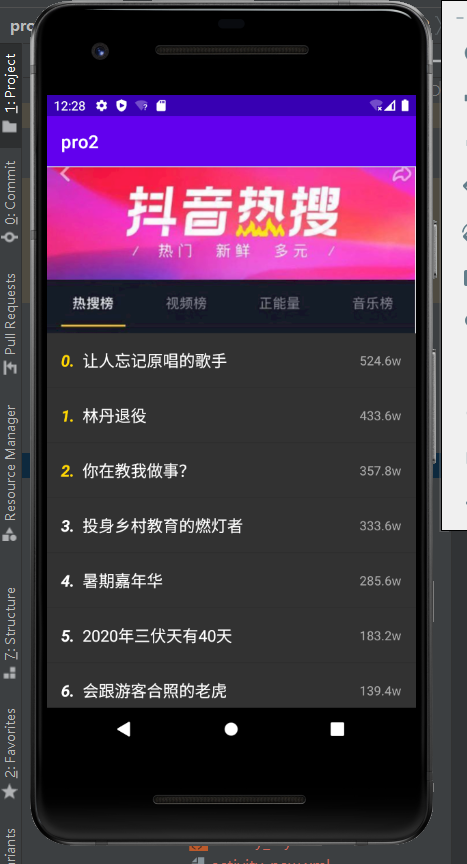 pro
1: Project
0: Commit
Pull Requests
Resource Manager
7: Structure
2: Favorites
12:28
pro2
抖音热搜
/ 热门 新鲜 多元 /
热搜榜 视频榜 正能量 音乐榜
0. 让人忘记原唱的歌手 524.6w
1. 林丹退役 433.6w
2. 你在教我做事? 357.8w
3. 投身乡村教育的燃灯者 333.6w
4. 暑期嘉年华 285.6w
5. 2020年三伏天有40天 183.2w
6. 会跟游客合照的老虎 139.4w